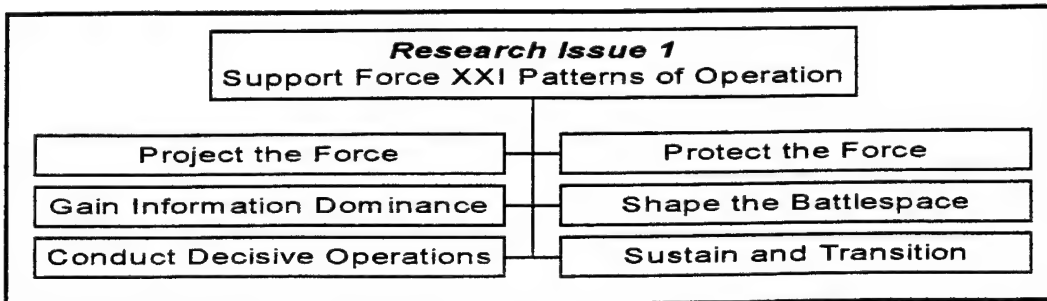 Research Issue 1
Support Force XXI Patterns of Operation
Project the Force
Protect the Force
Gain Information Dominance
Shape the Battlespace
Conduct Decisive Operations
Sustain and Transition